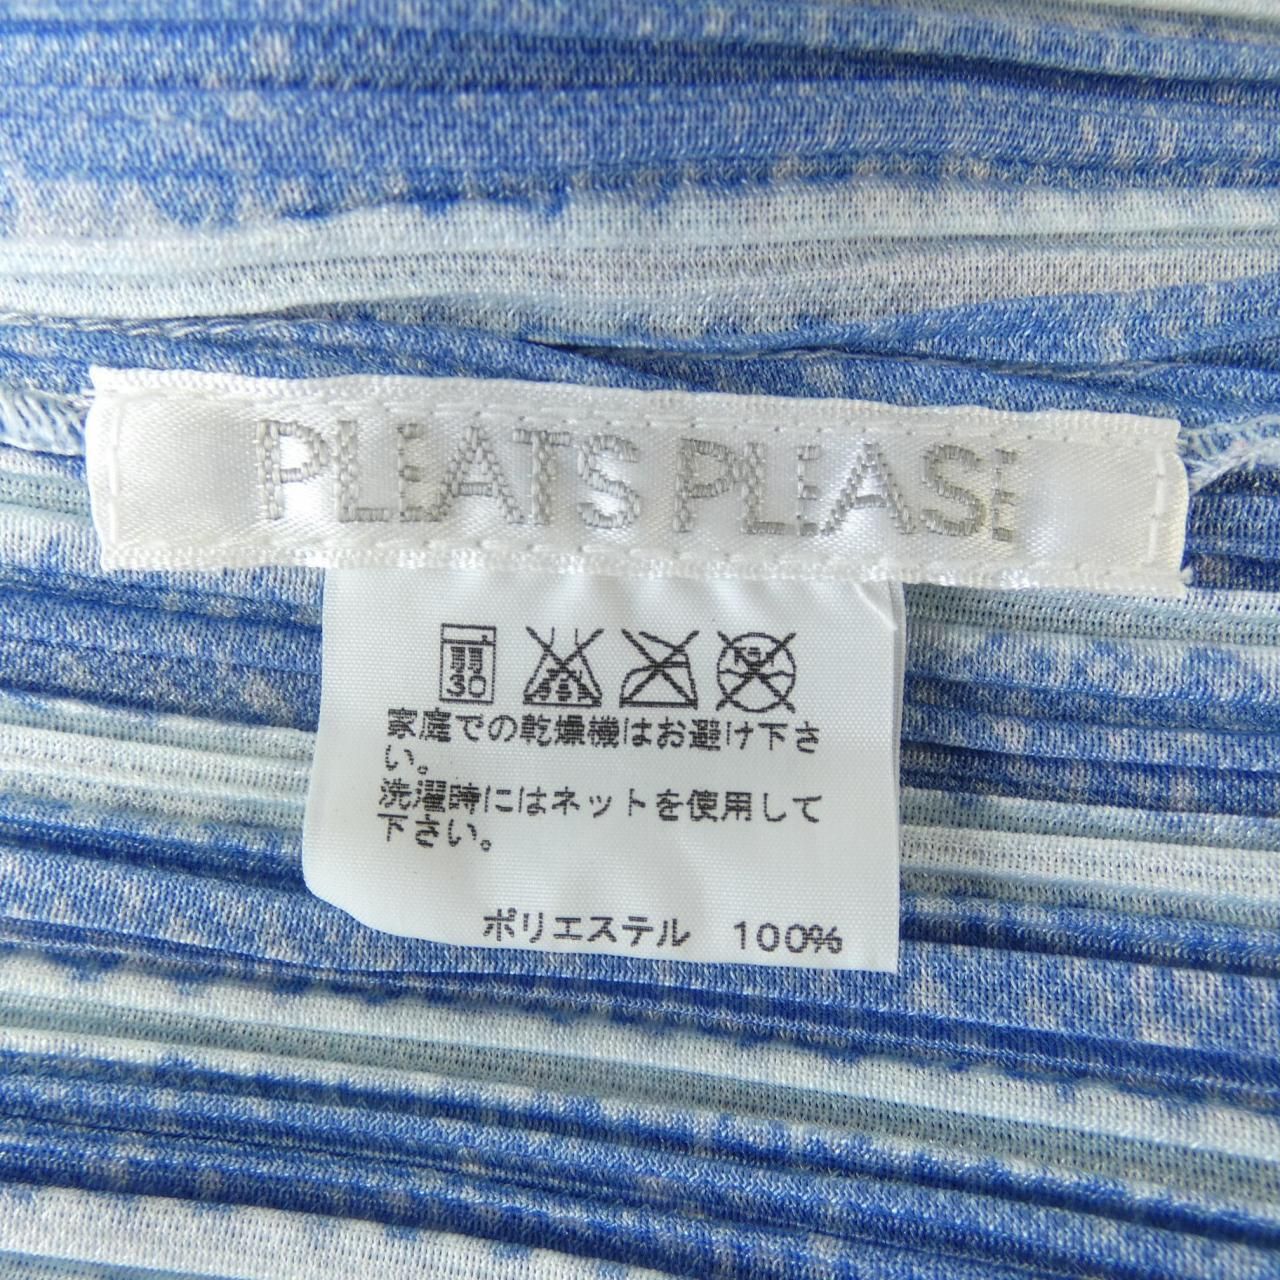 PLEATS PLEASE
弱
30
家庭での乾燥機はお避け下さ
い。
洗濯時にはネットを使用して
下さい。
ポリエステル 100%